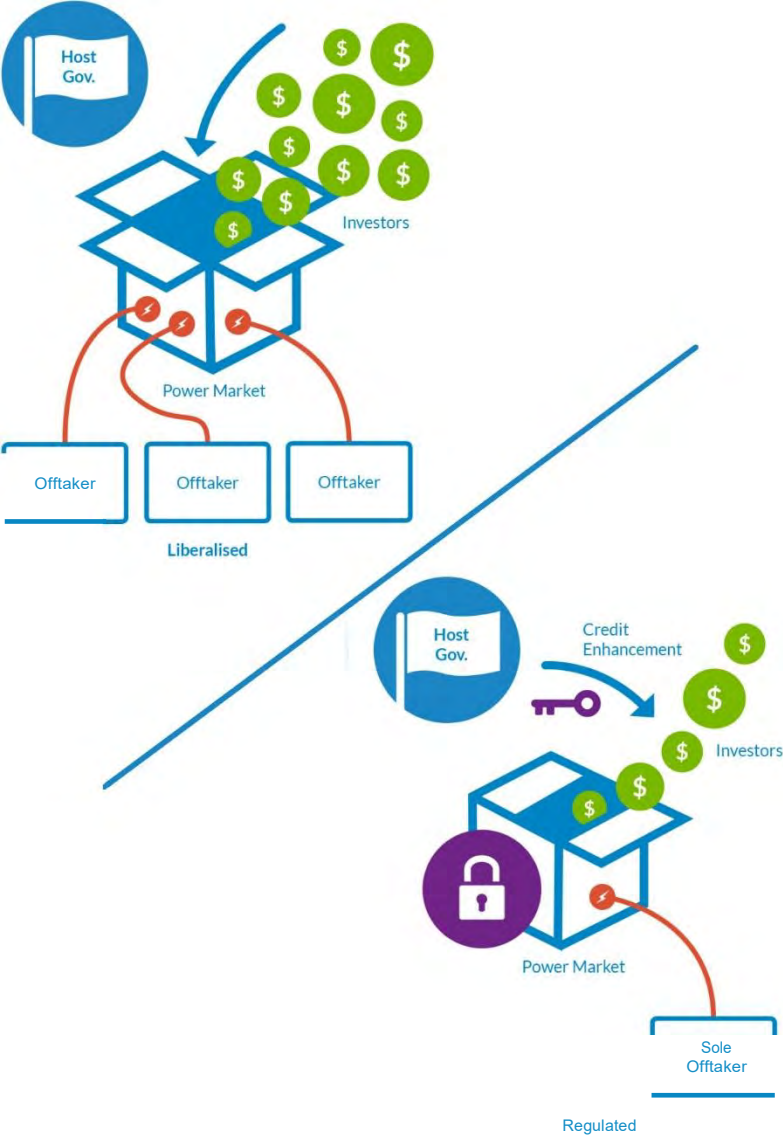 Host
Gov.
$
$
$
$
$
$
$
$
$
$
$
Investors
Power Market
Offtaker
Offtaker
Offtaker
Liberalised
Host
Gov.
Credit
Enhancement
$
$
$
Investors
$
$
Power Market
Sole
Offtaker
Regulated